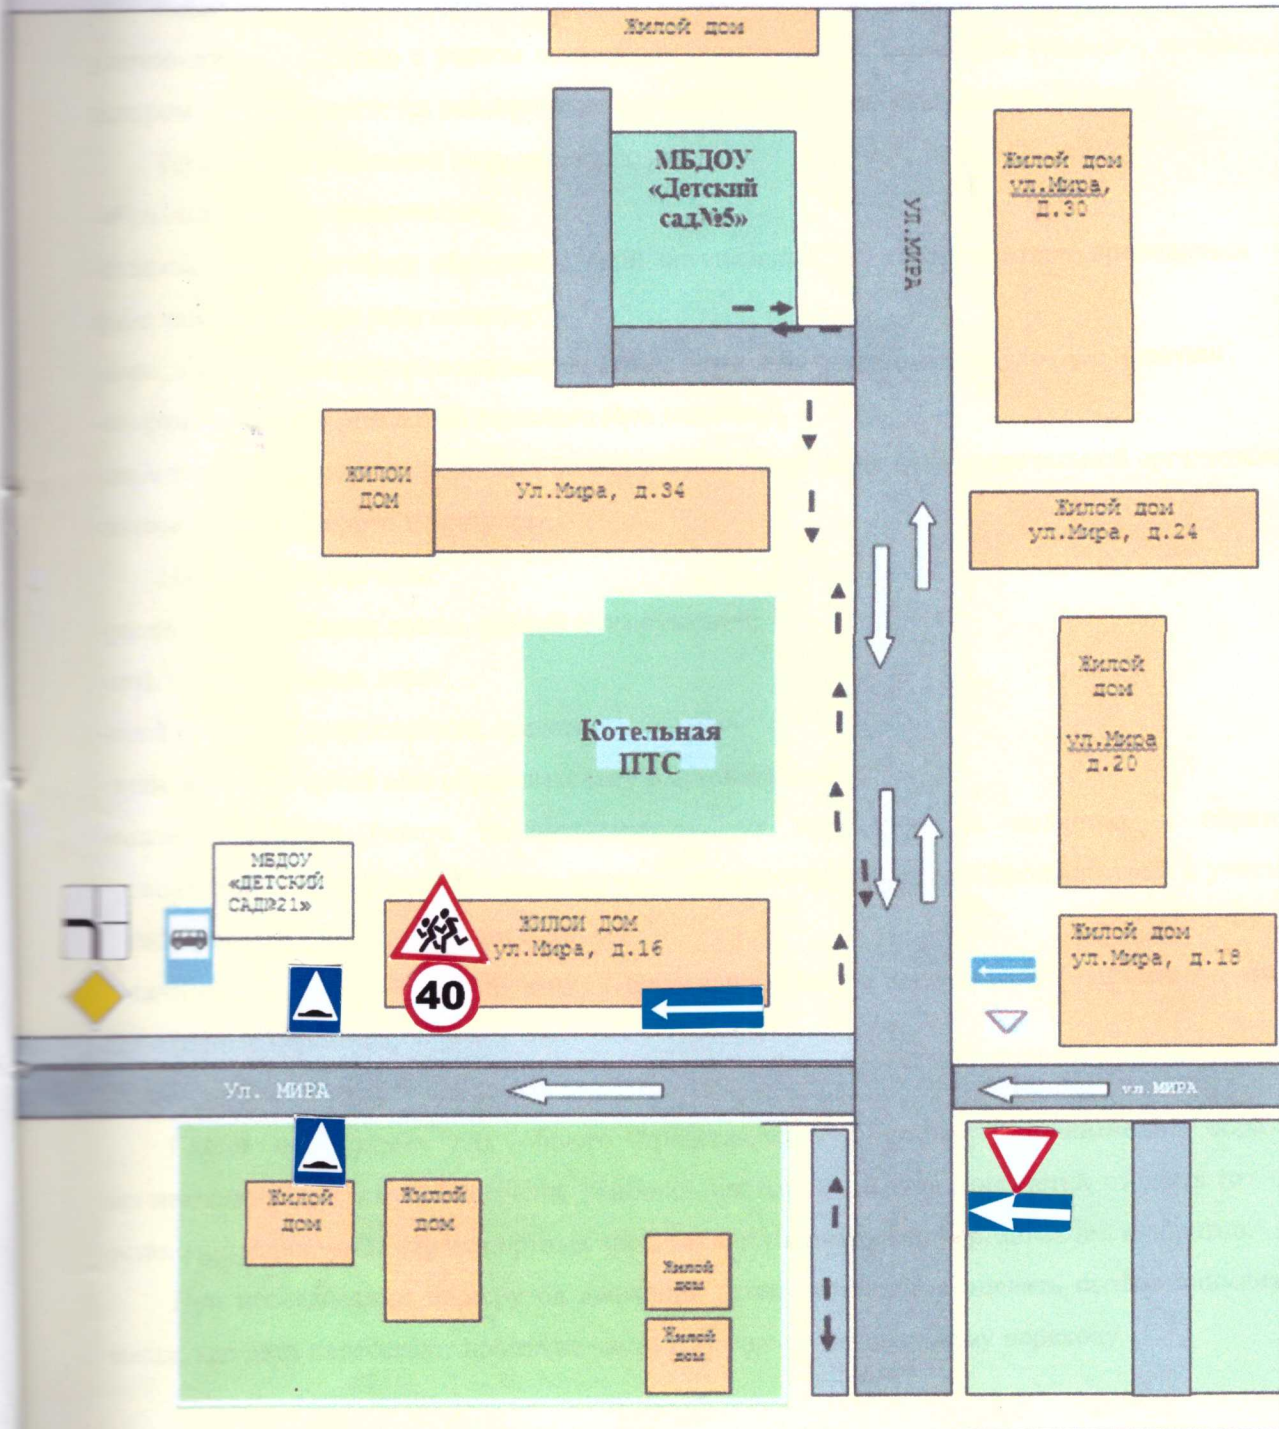 Жилой дом
МБДОУ
«Детский
сад№5»
ул.МИРА
Жилой дом
ул.Мира,
д.30
ЖИЛОЙ
ДОМ
Ул.Мира, д.34
Жилой дом
ул.Мира, д.24
Котельная
ПТС
Жилой
дом
ул.Мира
д.20
МБДОУ
«ДЕТСКИЙ
САД№21»
ЖИЛОЙ ДОМ
ул.Мира, д.16
40
Жилой дом
ул.Мира, д.18
Ул. МИРА
ул.МИРА
Жилой
дом
Жилой
дом
Жилой
дом
Жилой
дом